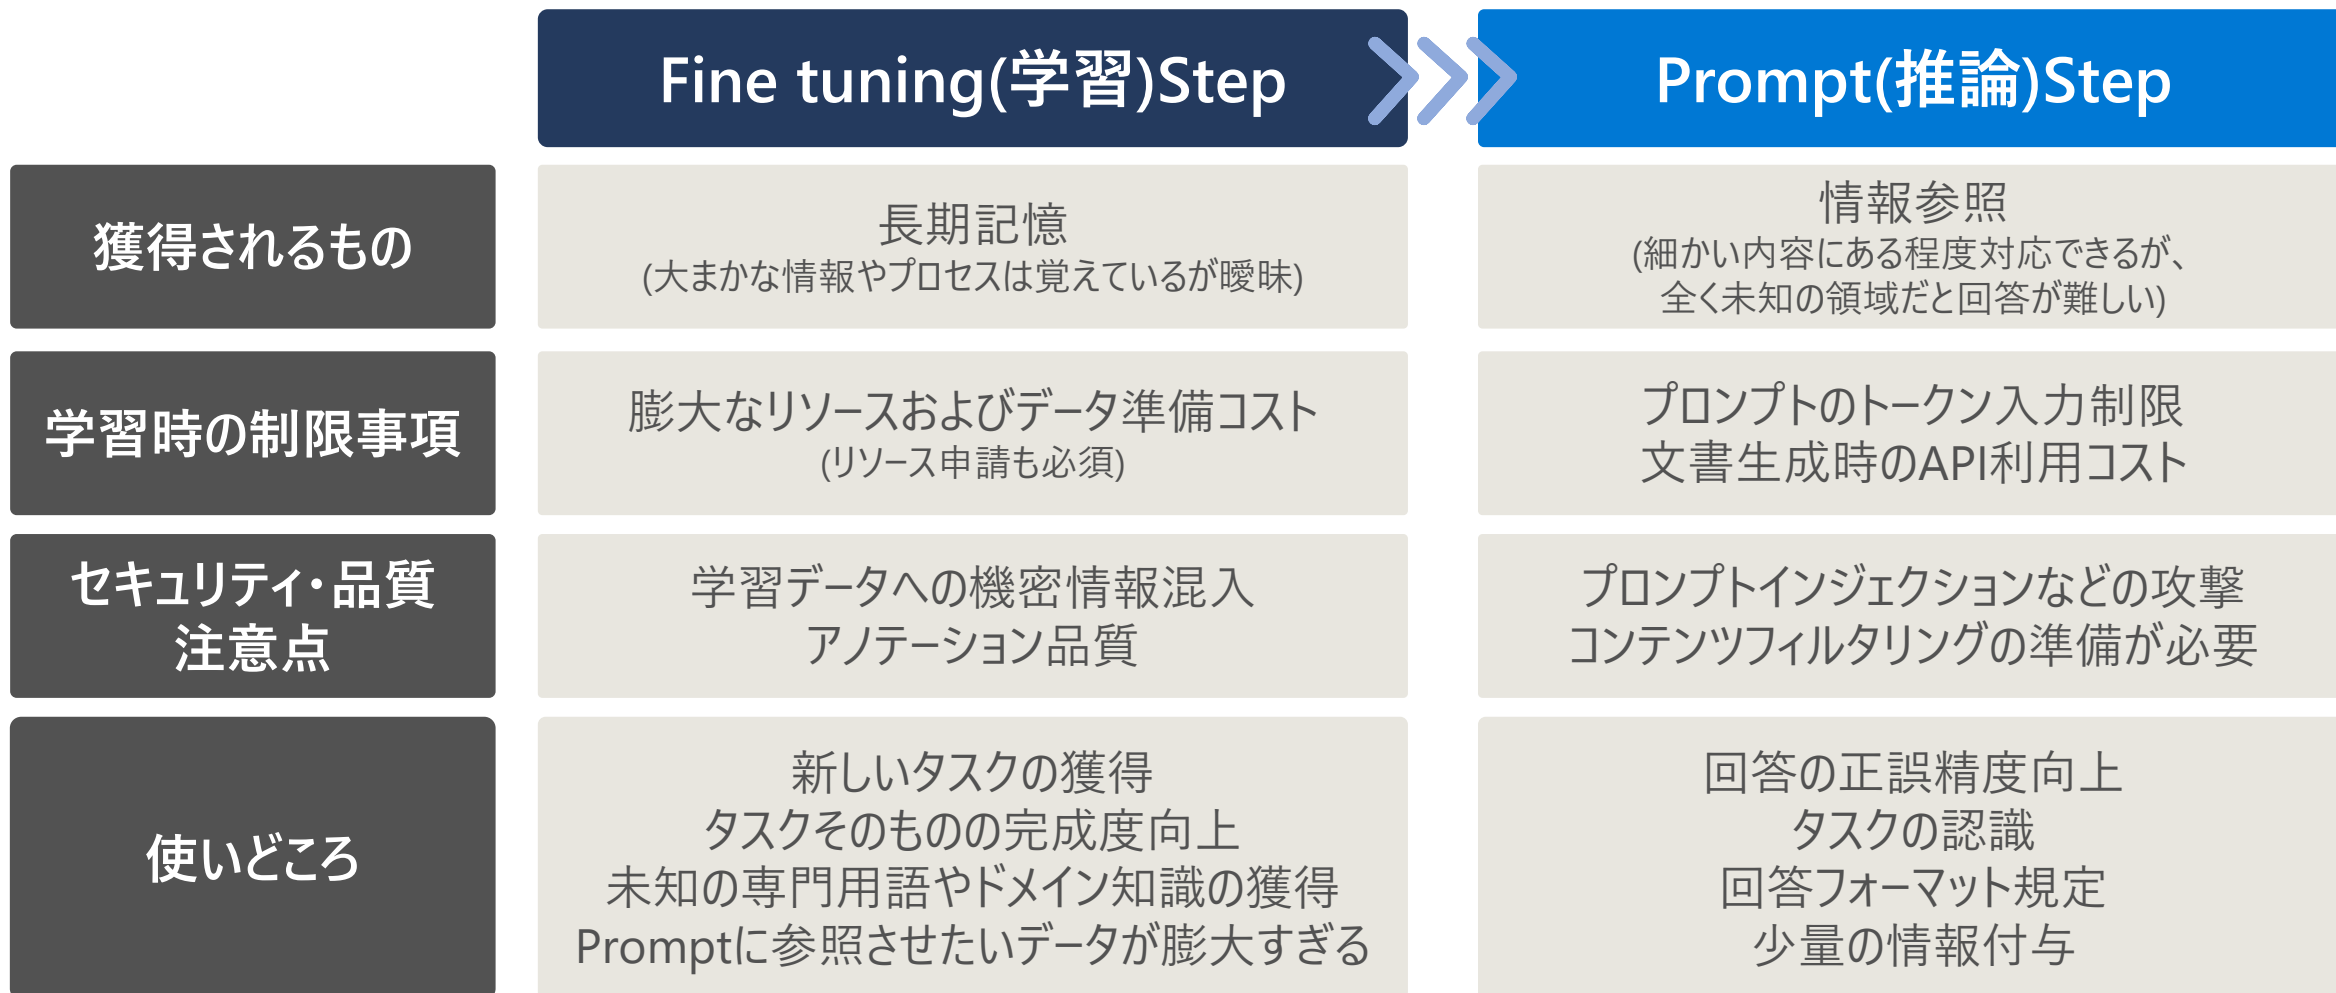 Fine tuning(学習)Step
Prompt(推論)Step
獲得されるもの
長期記憶
(大まかな情報やプロセスは覚えているが曖昧)
情報参照
(細かい内容にある程度対応できるが、
全く未知の領域だと回答が難しい)
学習時の制限事項
膨大なリソースおよびデータ準備コスト
(リソース申請も必須)
プロンプトのトークン入力制限
文書生成時のAPI利用コスト
セキュリティ・品質
注意点
学習データへの機密情報混入
アノテーション品質
プロンプトインジェクションなどの攻撃
コンテンツフィルタリングの準備が必要
使いどころ
新しいタスクの獲得
タスクそのものの完成度向上
未知の専門用語やドメイン知識の獲得
Promptに参照させたいデータが膨大すぎる
回答の正誤精度向上
タスクの認識
回答フォーマット規定
少量の情報付与